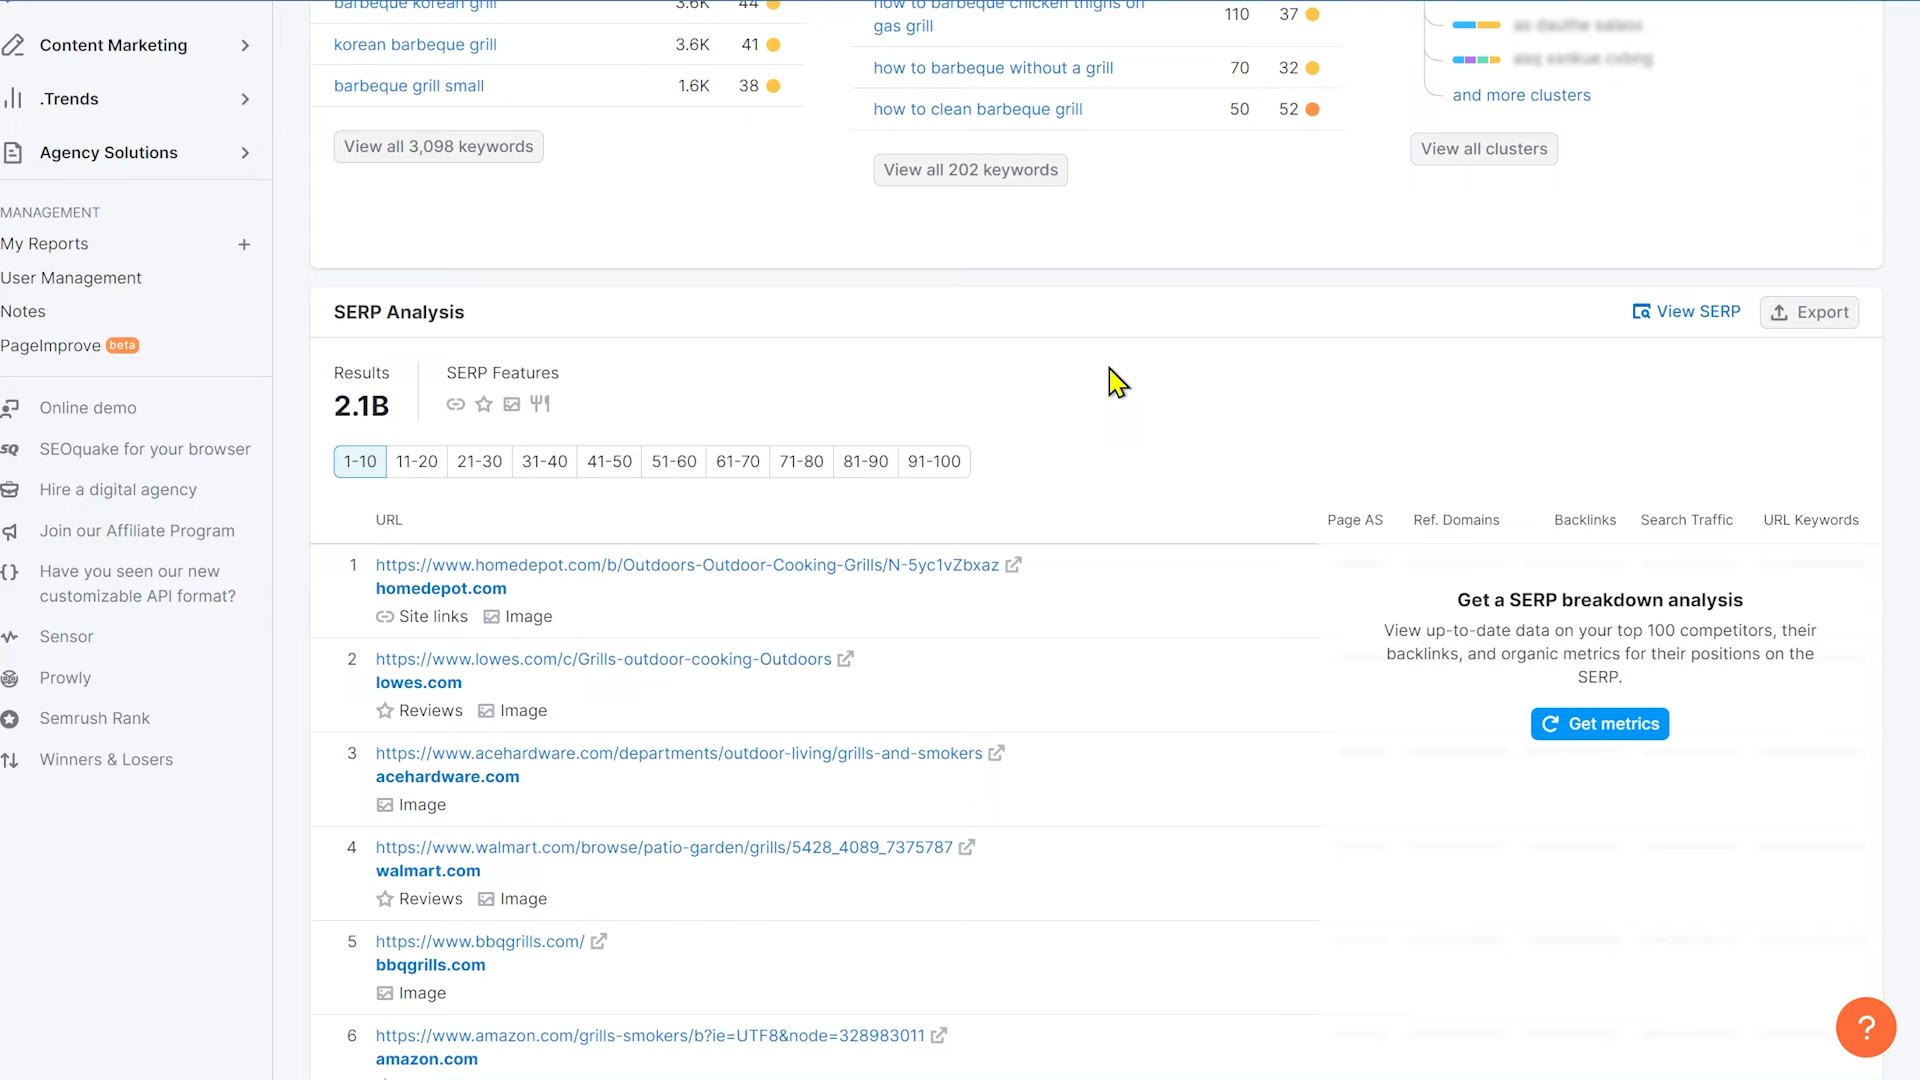 Content Marketing
.Trends
Agency Solutions
MANAGEMENT
My Reports
User Management
Notes
PageImprove beta
Online demo
SEOquake for your browser
Hire a digital agency
Join our Affiliate Program
Have you seen our new
customizable API format?
Sensor
Prowly
Semrush Rank
Winners & Losers
barbeque korean grill 3.6K 44
korean barbeque grill 3.6K 41
barbeque grill small 1.6K 38
View all 3,098 keywords
how to barbeque chicken thighs on
gas grill 110 37
how to barbeque without a grill 70 32
how to clean barbeque grill 50 52
View all 202 keywords
and more clusters
View all clusters
SERP Analysis
View SERP
Export
Results
2.1B
SERP Features
1-10 11-20 21-30 31-40 41-50 51-60 61-70 71-80 81-90 91-100
URL Page AS Ref. Domains Backlinks Search Traffic URL Keywords
1 https://www.homedepot.com/b/Outdoors-Outdoor-Cooking-Grills/N-5yc1vZbxaz
homedepot.com
Site links Image
2 https://www.lowes.com/c/Grills-outdoor-cooking-Outdoors
lowes.com
Reviews Image
3 https://www.acehardware.com/departments/outdoor-living/grills-and-smokers
acehardware.com
Image
4 https://www.walmart.com/browse/patio-garden/grills/5428_4089_7375787
walmart.com
Reviews Image
5 https://www.bbqgrills.com/
bbqgrills.com
Image
6 https://www.amazon.com/grills-smokers/b?ie=UTF8&node=328983011
amazon.com
Get a SERP breakdown analysis
View up-to-date data on your top 100 competitors, their
backlinks, and organic metrics for their positions on the
SERP.
Get metrics
?